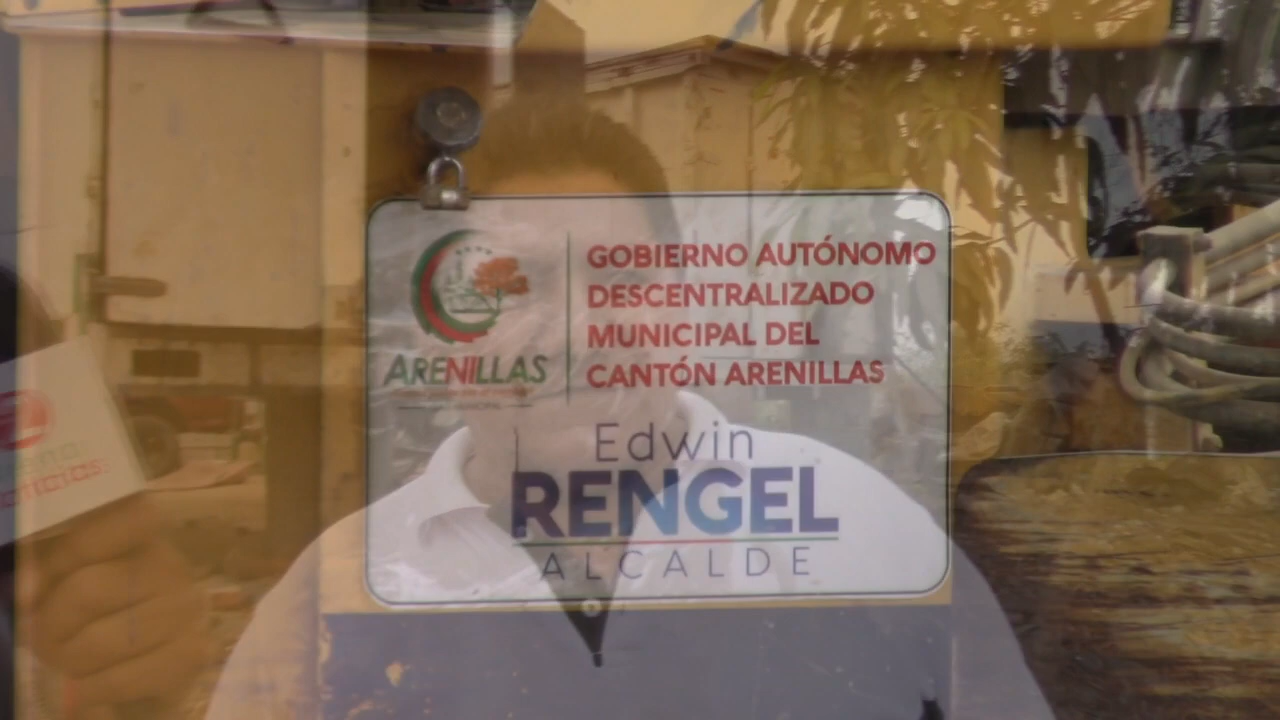 GOBIERNO AUTÓNOMO
DESCENTRALIZADO
MUNICIPAL DEL
CANTÓN ARENILLAS
ARENILLAS
Edwin
RENGEL
ALCALDE